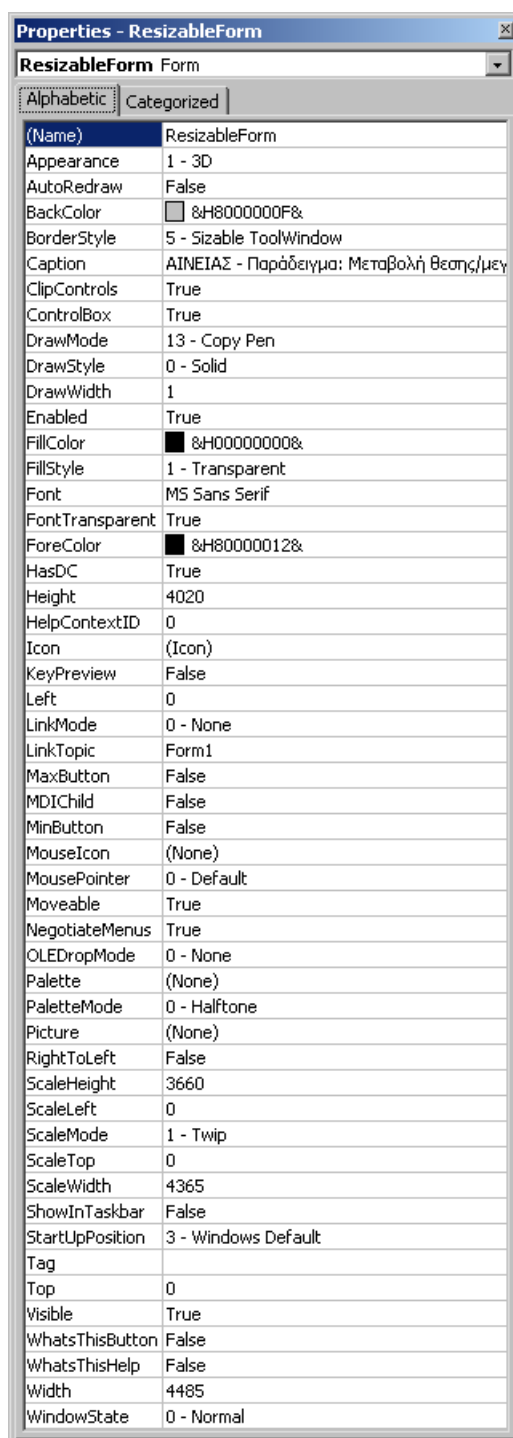 Properties - ResizableForm
ResizableForm Form
Alphabetic Categorized
(Name) ResizableForm
Appearance 1 - 3D
AutoRedraw False
BackColor &H8000000F&
BorderStyle 5 - Sizable ToolWindow
Caption ΑΙΝΕΙΑΣ - Παράδειγμα: Μεταβολή θεσης/μεγ
ClipControls True
ControlBox True
DrawMode 13 - Copy Pen
DrawStyle 0 - Solid
DrawWidth 1
Enabled True
FillColor &H00000000&
FillStyle 1 - Transparent
Font MS Sans Serif
FontTransparent True
ForeColor &H80000012&
HasDC True
Height 4020
HelpContextID 0
Icon (Icon)
KeyPreview False
Left 0
LinkMode 0 - None
LinkTopic Form1
MaxButton False
MDIChild False
MinButton False
MouseIcon (None)
MousePointer 0 - Default
Moveable True
NegotiateMenus True
OLEDropMode 0 - None
Palette (None)
PaletteMode 0 - Halftone
Picture (None)
RightToLeft False
ScaleHeight 3660
ScaleLeft 0
ScaleMode 1 - Twip
ScaleTop 0
ScaleWidth 4365
ShowInTaskbar False
StartUpPosition 3 - Windows Default
Tag
Top 0
Visible True
WhatsThisButton False
WhatsThisHelp False
Width 4485
WindowState 0 - Normal